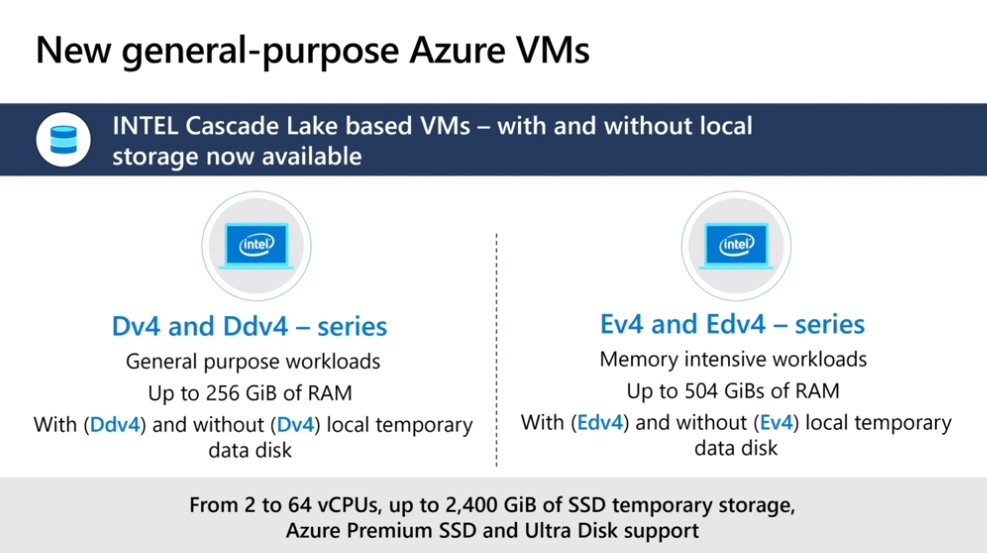 New general-purpose Azure VMs
INTEL Cascade Lake based VMs – with and without local
storage now available
intel
Dv4 and Ddv4 – series
General purpose workloads
Up to 256 GiB of RAM
With (Ddv4) and without (Dv4) local temporary
data disk
intel
Ev4 and Edv4 – series
Memory intensive workloads
Up to 504 GiBs of RAM
With (Edv4) and without (Ev4) local temporary
data disk
From 2 to 64 vCPUs, up to 2,400 GiB of SSD temporary storage,
Azure Premium SSD and Ultra Disk support